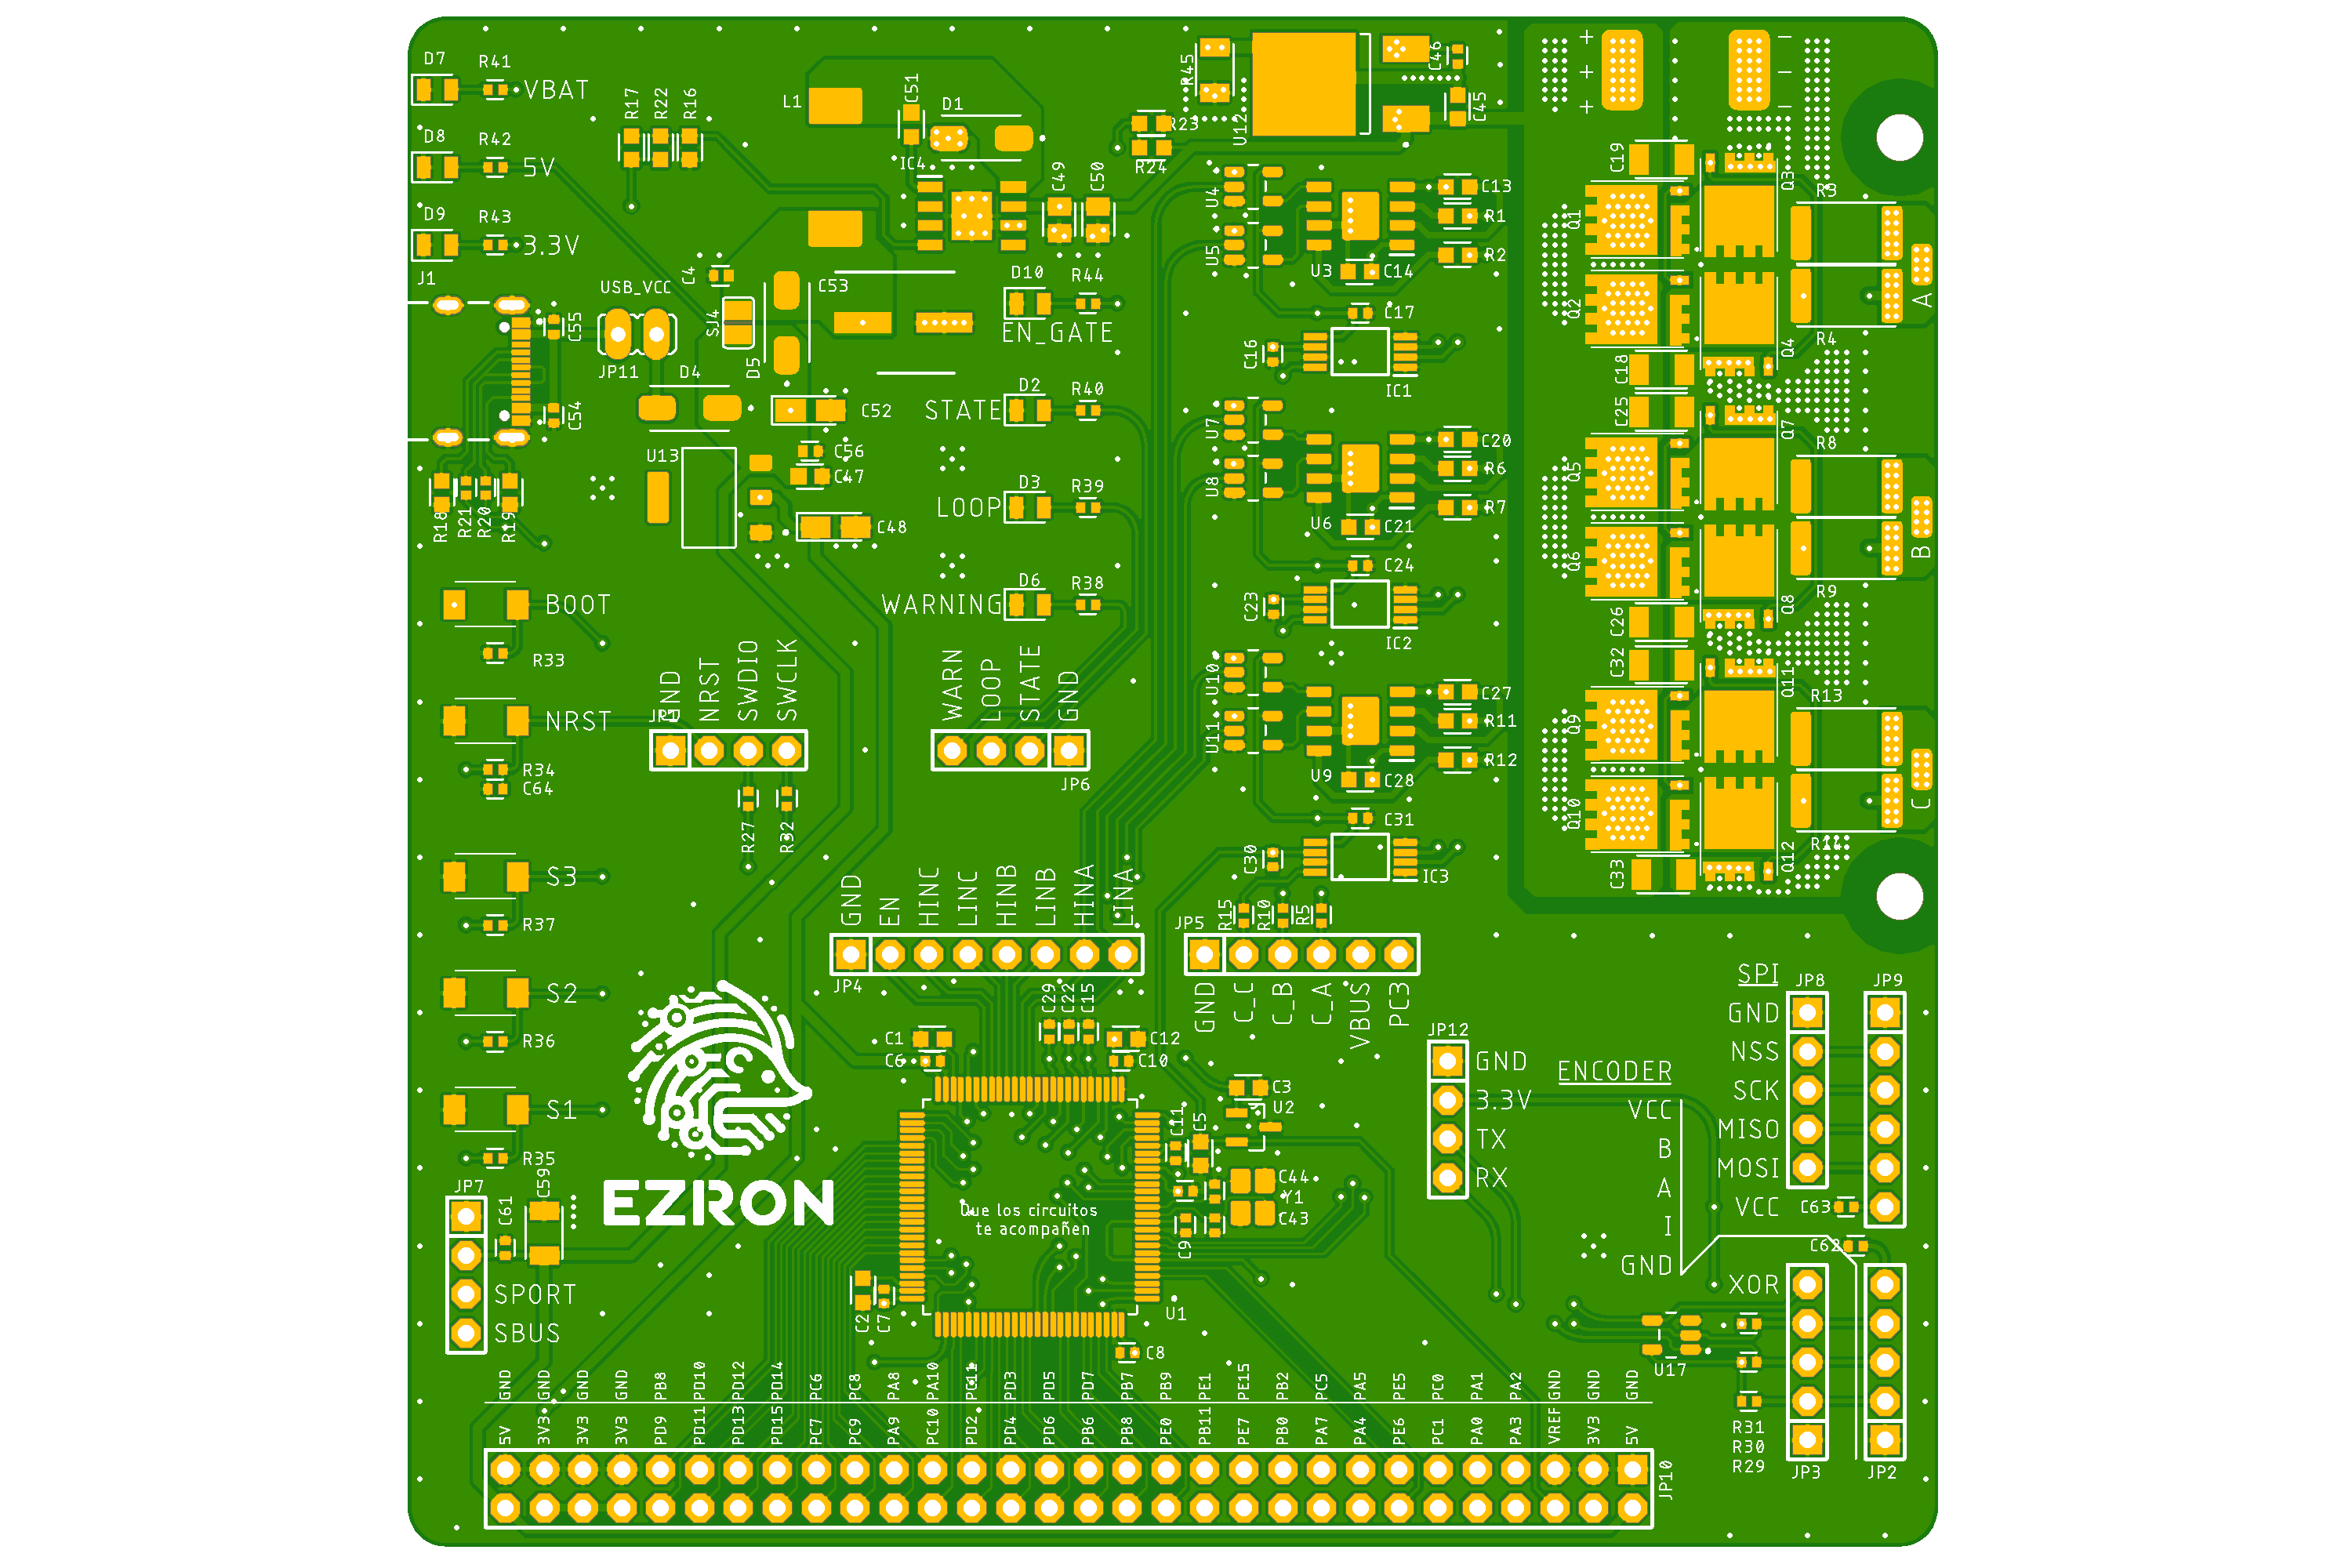 D7
R41
VBAT
D8
R42
5V
D9
R43
3.3V
J1
R17
R22
R16
L1
C51
D1
IC4
C49
C50
R23
R24
R45
U12
C46
C45
+
+
+
−
−
−
C4
USB_VCC
JP11
C55
C54
SJ4
D5
C53
D4
C52
D10
R44
EN_GATE
D2
R40
STATE
D3
R39
LOOP
D6
R38
WARNING
U13
C56
C47
C48
R18
R21
R20
R19
BOOT
R33
NRST
R34
C64
S3
R37
S2
R36
S1
R35
GND
NRST
SWDIO
SWCLK
R27
R32
WARN
LOOP
STATE
GND
JP6
U4
U5
U3
C13
R1
R2
C14
C17
C16
IC1
U7
U8
U6
C20
R6
R7
C21
C24
C23
IC2
U10
U11
U9
C27
R11
R12
C28
C31
C30
IC3
C19
Q1
Q3
R3
Q2
Q4
R4
A
C18
C25
Q5
Q7
R8
Q6
Q8
R9
B
C26
C32
Q9
Q11
R13
Q10
Q12
R14
C
C33
GND
EN
HINC
LINC
HINB
LINB
HINA
LINA
JP4
R15
R10
R5
JP5
GND
C_C
C_B
C_A
VBUS
PC3
C1
C6
C29
C22
C15
C12
C10
C3
U2
C11
C5
C44
Y1
C43
C9
U1
C2
C7
C8
Que los circuitos
te acompañen
EZRON
JP7
C61
C59
SPORT
SBUS
JP12
GND
3.3V
TX
RX
SPI
JP8
JP9
GND
NSS
SCK
MISO
MOSI
VCC
C63
C62
ENCODER
VCC
B
A
I
GND
XOR
U17
R31
R30
R29
JP3
JP2
GND GND GND GND PB8 PD10 PD12 PD14 PC6 PC8 PA8 PA10 PC11 PD3 PD5 PD7 PB7 PB9 PE1 PE15 PB2 PC5 PA5 PE5 PC0 PA1 PA2 GND GND GND
5V 3V3 3V3 3V3 PD9 PD11 PD13 PD15 PC7 PC9 PA9 PC10 PD2 PD4 PD6 PB6 PB8 PE0 PB11 PE7 PB0 PA7 PA4 PE6 PC1 PA0 PA3 VREF 3V3 5V
JP10